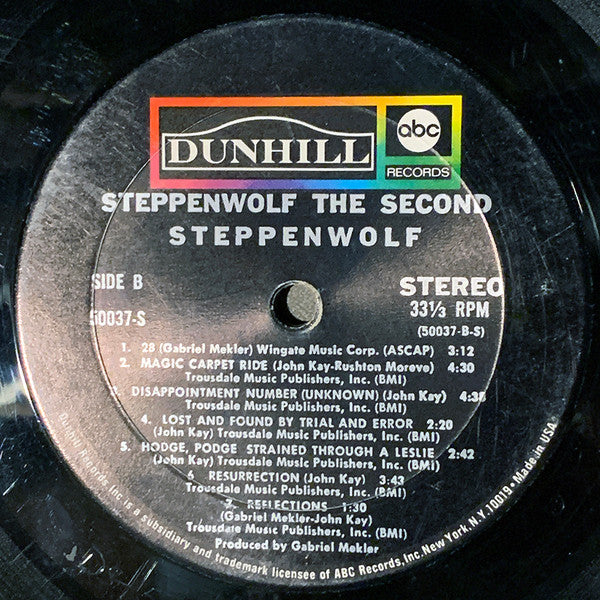 DUNHILL
abc
RECORDS
STEPPENWOLF THE SECOND
STEPPENWOLF
SIDE B
STEREO
50037-S
33⅓ RPM
(50037-B-S)
1. 28 (Gabriel Mekler) Wingate Music Corp. (ASCAP) 3:12
2. MAGIC CARPET RIDE (John Kay-Rushton Moreve) 4:30
Trousdale Music Publishers, Inc. (BMI)
3. DISAPPOINTMENT NUMBER (UNKNOWN) (John Kay) 4:38
Trousdale Music Publishers, Inc. (BMI)
4. LOST AND FOUND BY TRIAL AND ERROR 2:20
(John Kay) Trousdale Music Publishers, Inc. (BMI)
5. HODGE, PODGE STRAINED THROUGH A LESLIE 2:42
(John Kay) Trousdale Music Publishers, Inc. (BMI)
6 RESURRECTION (John Kay) 3:43
Trousdale Music Publishers, Inc. (BMI)
7. REFLECTIONS 1:30
(Gabriel Mekler-John Kay)
Trousdale Music Publishers, Inc. (BMI)
Produced by Gabriel Mekler
Dunhill Records, Inc. is a subsidiary and trademark licensee of ABC Records, Inc. New York, N.Y. 10019 • Made in USA